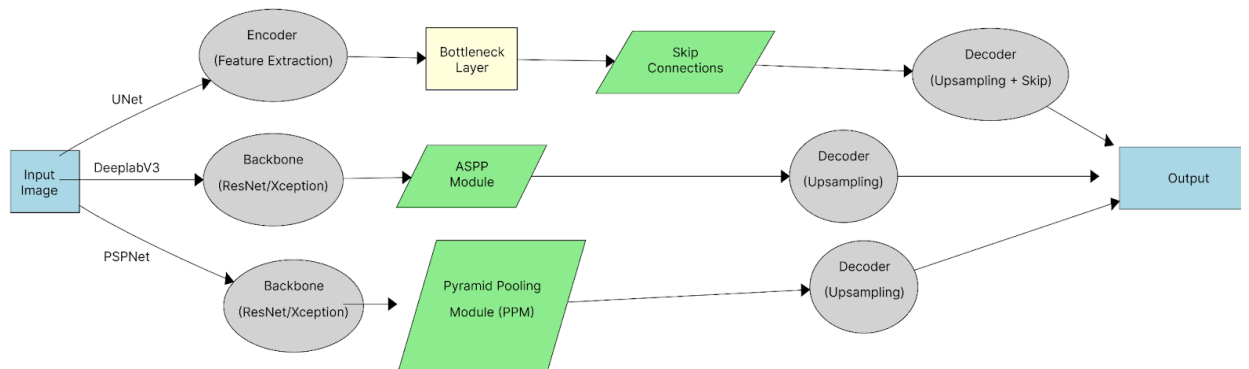 Encoder
(Feature Extraction)
Bottleneck
Layer
Skip
Connections
Decoder
(Upsampling + Skip)
UNet
Input
Image
DeeplabV3
Backbone
(ResNet/Xception)
ASPP
Module
Decoder
(Upsampling)
Output
PSPNet
Backbone
(ResNet/Xception)
Pyramid Pooling
Module (PPM)
Decoder
(Upsampling)